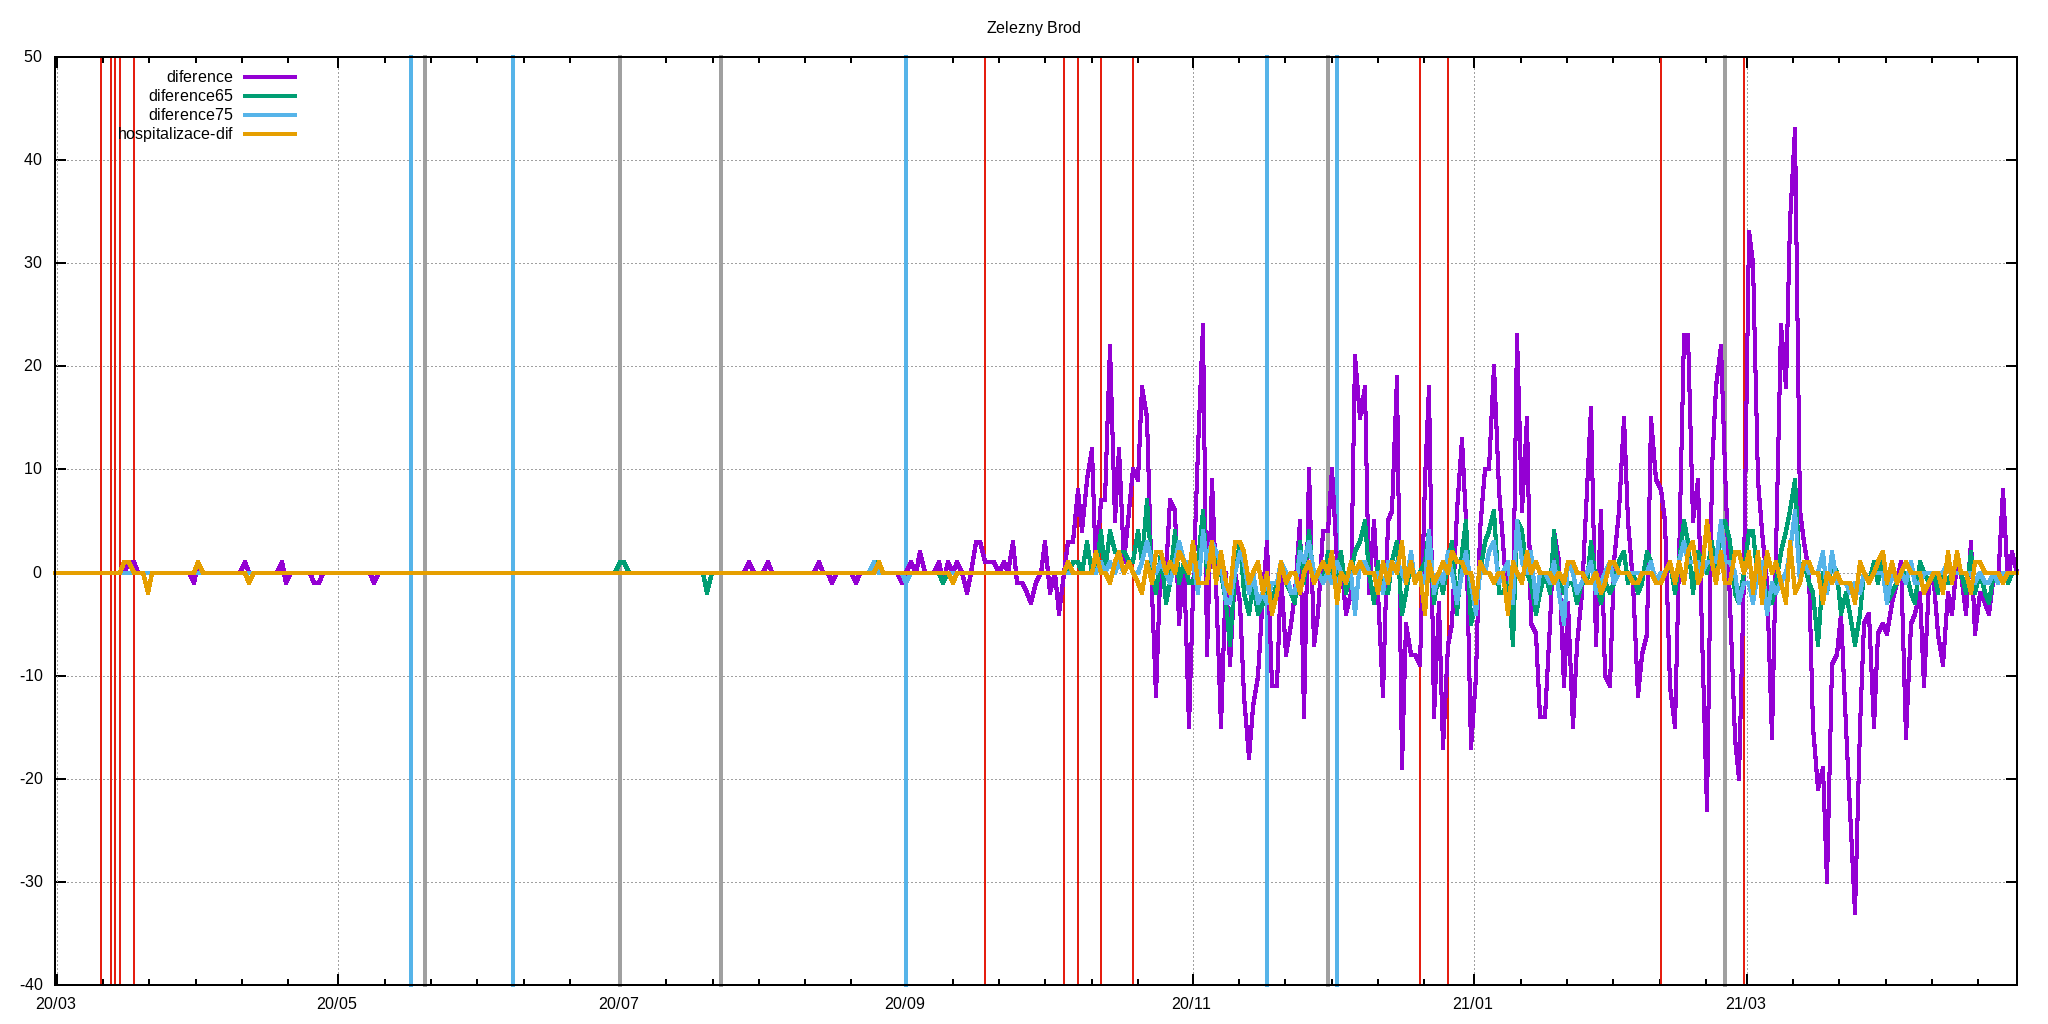 Zelezny Brod
50
40
30
20
10
0
-10
-20
-30
-40
diference
diference65
diference75
hospitalizace-dif
20/03 20/05 20/07 20/09 20/11 21/01 21/03